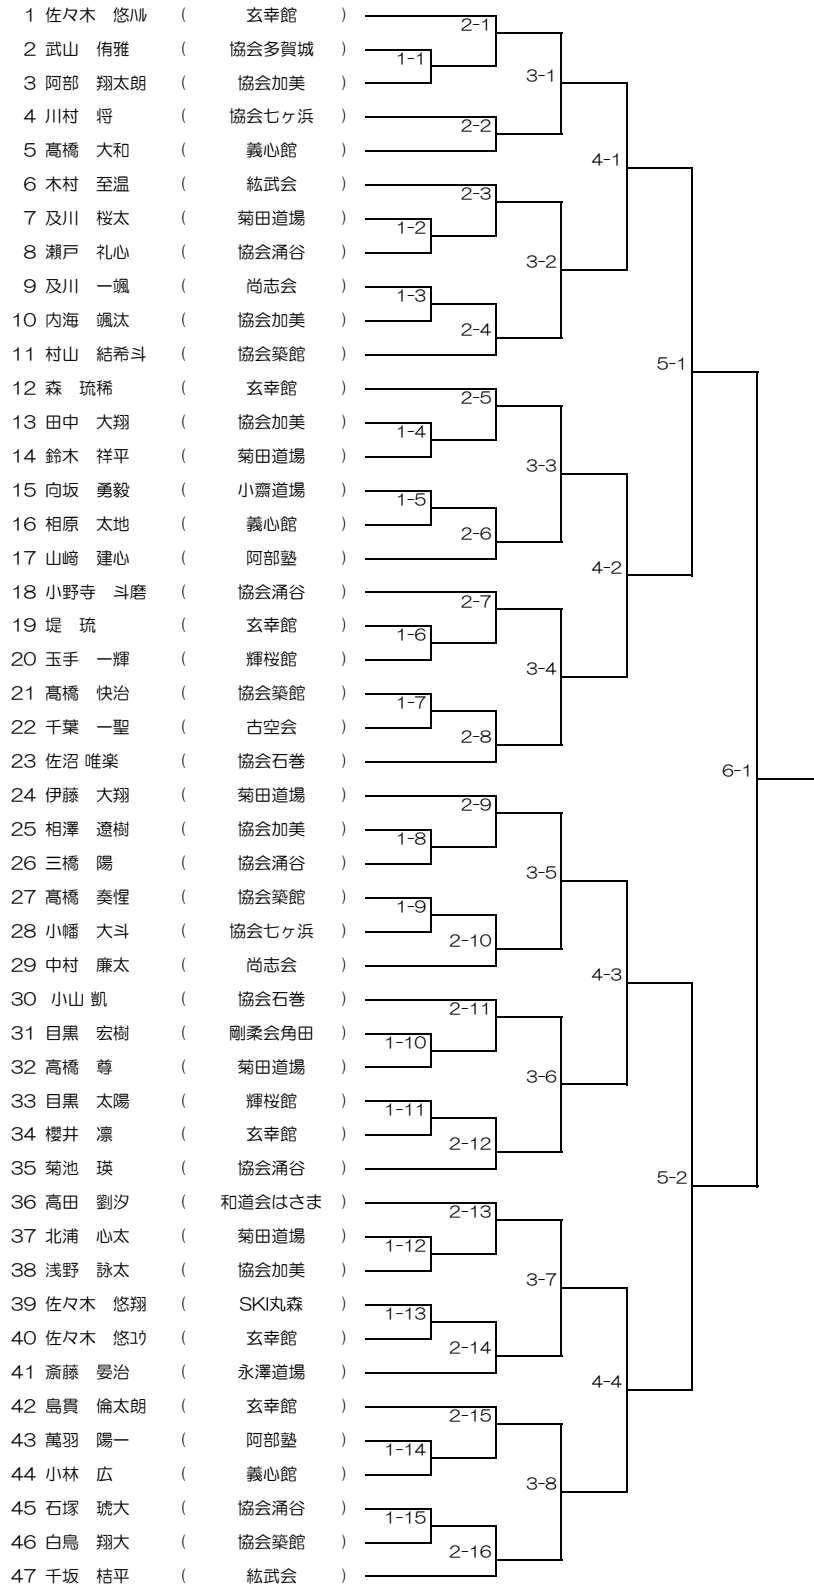 1 佐々木 悠ﾊﾙ ( 玄幸館 ) 2-1
2 武山 侑雅 ( 協会多賀城 ) 1-1
3 阿部 翔太朗 ( 協会加美 ) 3-1
4 川村 将 ( 協会七ヶ浜 ) 2-2
5 髙橋 大和 ( 義心館 ) 4-1
6 木村 至温 ( 紘武会 ) 2-3
7 及川 桜太 ( 菊田道場 ) 1-2
8 瀬戸 礼心 ( 協会涌谷 ) 3-2
9 及川 一颯 ( 尚志会 ) 1-3
10 内海 颯汰 ( 協会加美 ) 2-4
11 村山 結希斗 ( 協会築館 ) 5-1
12 森 琉稀 ( 玄幸館 ) 2-5
13 田中 大翔 ( 協会加美 ) 1-4
14 鈴木 祥平 ( 菊田道場 ) 3-3
15 向坂 勇毅 ( 小齋道場 ) 1-5
16 相原 太地 ( 義心館 ) 2-6
17 山﨑 建心 ( 阿部塾 ) 4-2
18 小野寺 斗磨 ( 協会涌谷 ) 2-7
19 堤 琉 ( 玄幸館 ) 1-6
20 玉手 一輝 ( 輝桜館 ) 3-4
21 髙橋 快治 ( 協会築館 ) 1-7
22 千葉 一聖 ( 古空会 ) 2-8
23 佐沼 唯楽 ( 協会石巻 ) 6-1
24 伊藤 大翔 ( 菊田道場 ) 2-9
25 相澤 遼樹 ( 協会加美 ) 1-8
26 三橋 陽 ( 協会涌谷 ) 3-5
27 髙橋 奏惺 ( 協会築館 ) 1-9
28 小幡 大斗 ( 協会七ヶ浜 ) 2-10
29 中村 廉太 ( 尚志会 ) 4-3
30 小山 凱 ( 協会石巻 ) 2-11
31 目黒 宏樹 ( 剛柔会角田 ) 1-10
32 高橋 尊 ( 菊田道場 ) 3-6
33 目黒 太陽 ( 輝桜館 ) 1-11
34 櫻井 凛 ( 玄幸館 ) 2-12
35 菊池 瑛 ( 協会涌谷 ) 5-2
36 高田 劉汐 ( 和道会はさま ) 2-13
37 北浦 心太 ( 菊田道場 ) 1-12
38 浅野 詠太 ( 協会加美 ) 3-7
39 佐々木 悠翔 ( SKI丸森 ) 1-13
40 佐々木 悠ﾕｳ ( 玄幸館 ) 2-14
41 斎藤 晏治 ( 永澤道場 ) 4-4
42 島貫 倫太朗 ( 玄幸館 ) 2-15
43 萬羽 陽一 ( 阿部塾 ) 1-14
44 小林 広 ( 義心館 ) 3-8
45 石塚 琥大 ( 協会涌谷 ) 1-15
46 白鳥 翔大 ( 協会築館 ) 2-16
47 千坂 桔平 ( 紘武会 )